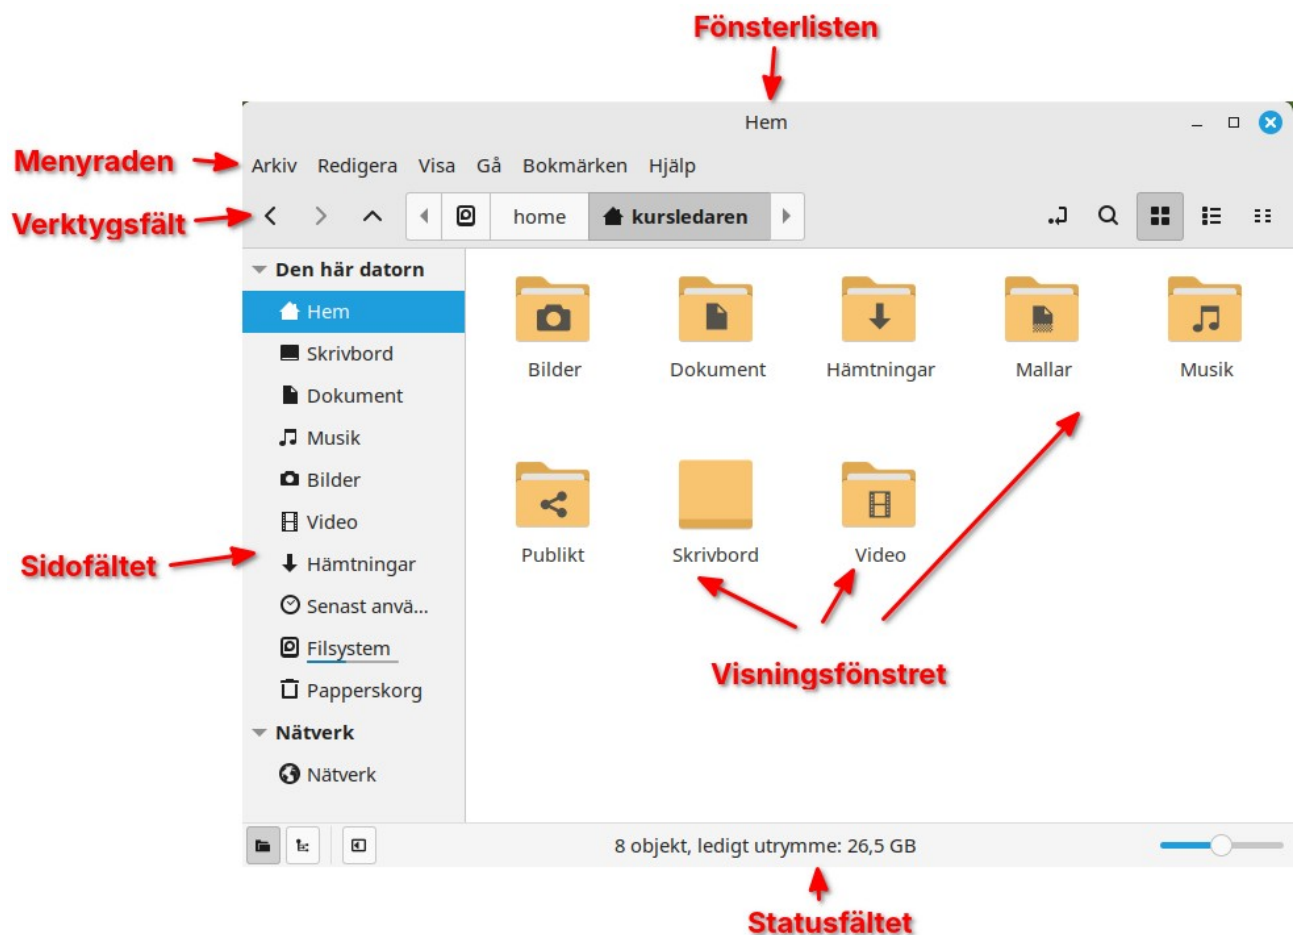 Fönsterlisten
Hem
Menyraden
Arkiv Redigera Visa Gå Bokmärken Hjälp
Verktygsfält
home kursledaren
Den här datorn
Hem
Skrivbord
Dokument
Musik
Bilder
Video
Sidofältet
Hämtningar
Senast anvä...
Filsystem
Papperskorg
Nätverk
Nätverk
Bilder Dokument Hämtningar Mallar Musik
Publikt Skrivbord Video
Visningsfönstret
8 objekt, ledigt utrymme: 26,5 GB
Statusfältet